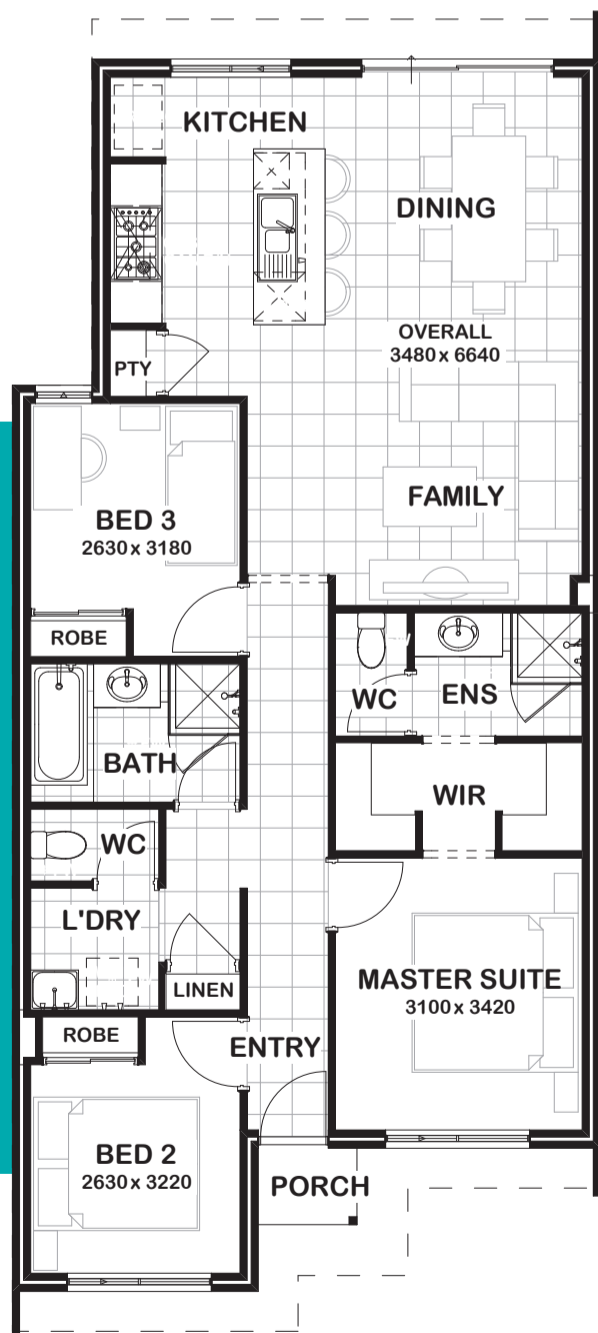 KITCHEN
DINING
OVERALL
3480 x 6640
PTY
FAMILY
BED 3
2630 x 3180
ROBE
WC
ENS
BATH
WIR
WC
L'DRY
MASTER SUITE
3100 x 3420
LINEN
ROBE
ENTRY
BED 2
2630 x 3220
PORCH